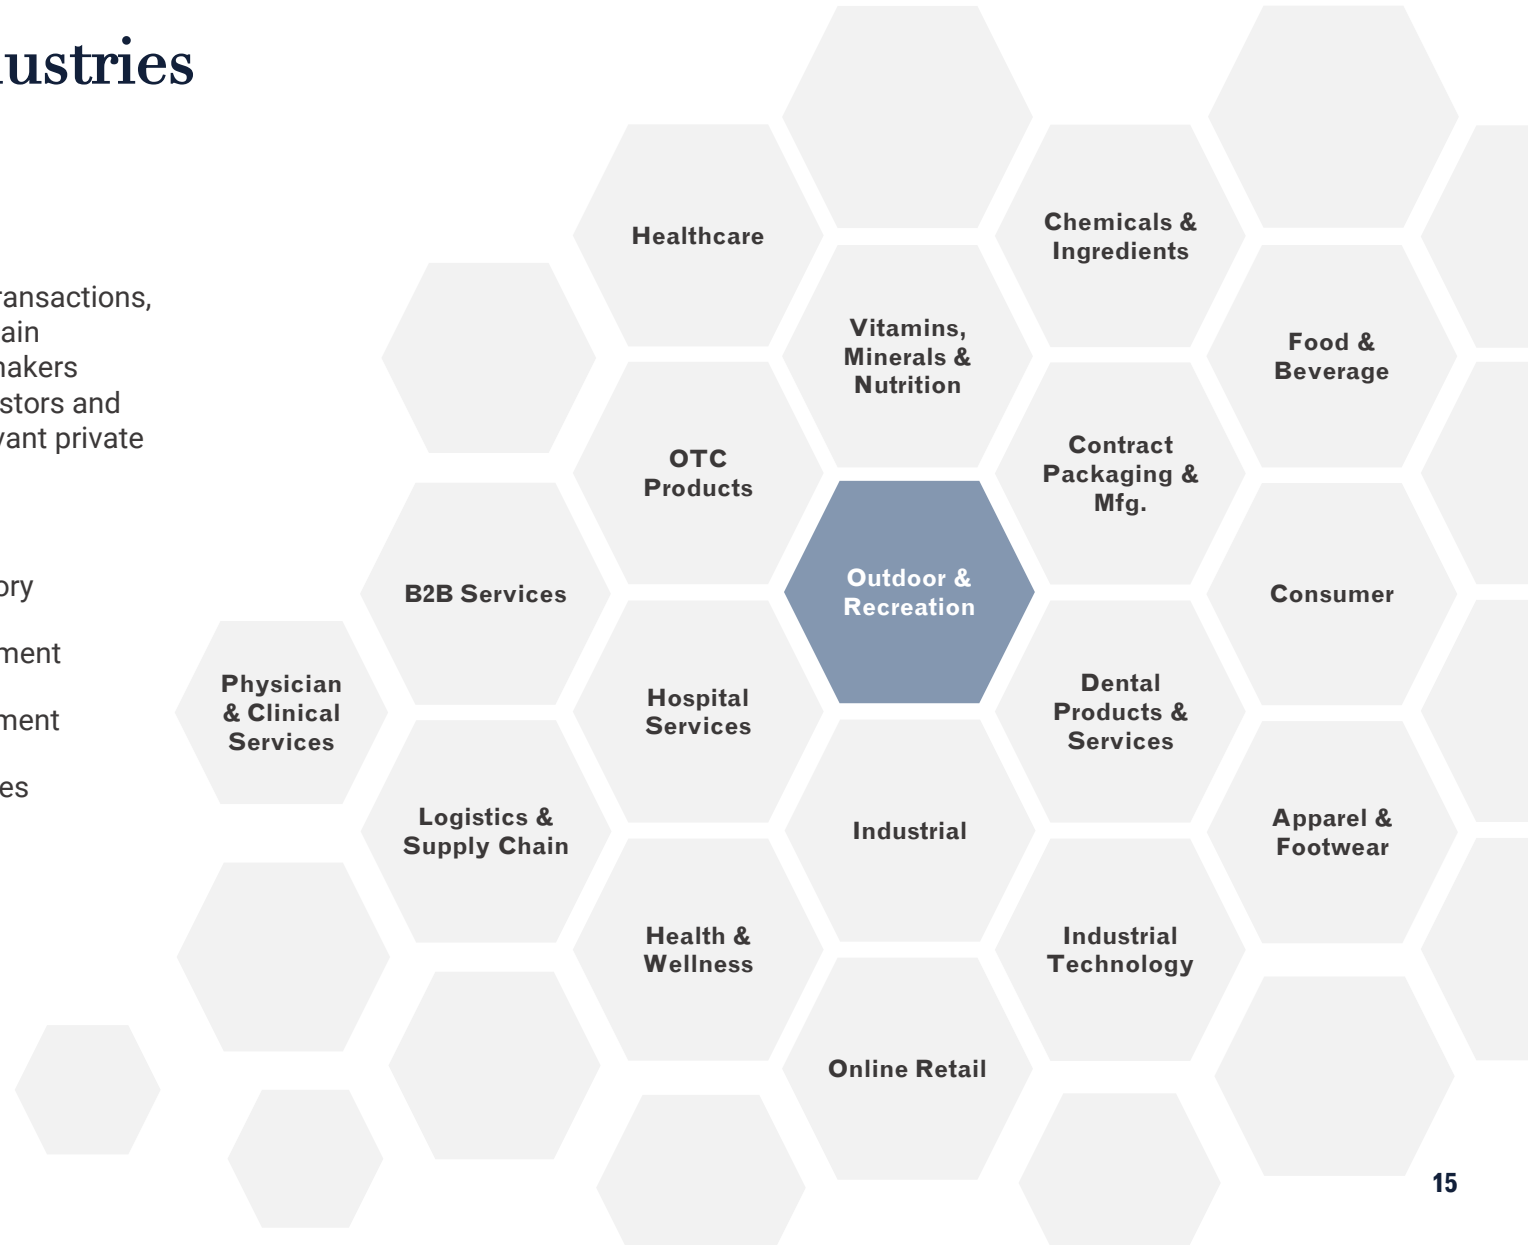 ustries
ransactions,
ain
makers
stors and
vant private
ory
ment
ment
es
Healthcare
Chemicals &
Ingredients
Vitamins,
Minerals &
Nutrition
Food &
Beverage
OTC
Products
Contract
Packaging &
Mfg.
B2B Services
Outdoor &
Recreation
Consumer
Physician
& Clinical
Services
Hospital
Services
Dental
Products &
Services
Logistics &
Supply Chain
Industrial
Apparel &
Footwear
Health &
Wellness
Industrial
Technology
Online Retail
15